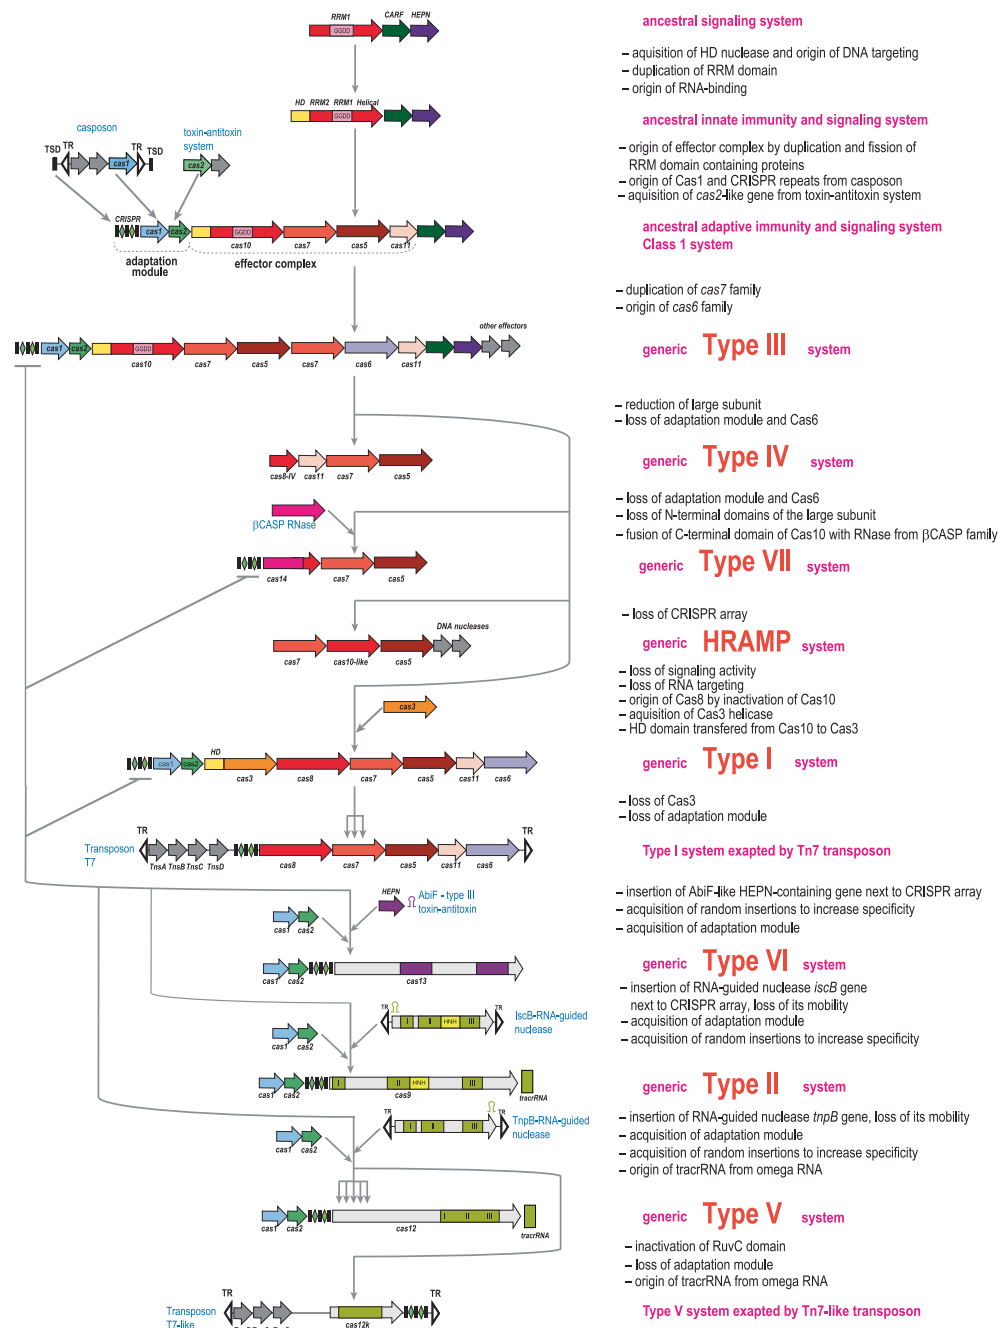 RRM1 CARF HEPN
GGDD
ancestral signaling system
– aquisition of HD nuclease and origin of DNA targeting
– duplication of RRM domain
– origin of RNA-binding
HD RRM2 RRM1 Helical
GGDD
ancestral innate immunity and signaling system
casposon
toxin-antitoxin
system
TSD TR TR TSD
cas1
cas2
– origin of effector complex by duplication and fission of
RRM domain containing proteins
– origin of Cas1 and CRISPR repeats from casposon
– aquisition of cas2-like gene from toxin-antitoxin system
CRISPR
cas1 cas2 GGDD
cas10 cas7 cas5 cas11
adaptation
module
effector complex
ancestral adaptive immunity and signaling system
Class 1 system
– duplication of cas7 family
– origin of cas6 family
other effectors
cas1 cas2 GGDD
cas10 cas7 cas5 cas7 cas6 cas11
generic Type III system
– reduction of large subunit
– loss of adaptation module and Cas6
cas8-IV cas11 cas7 cas5
generic Type IV system
βCASP RNase
– loss of adaptation module and Cas6
– loss of N-terminal domains of the large subunit
– fusion of C-terminal domain of Cas10 with RNase from βCASP family
cas14 cas7 cas5
generic Type VII system
– loss of CRISPR array
DNA nucleases
cas7 cas10-like cas5
generic HRAMP system
– loss of signaling activity
– loss of RNA targeting
– origin of Cas8 by inactivation of Cas10
– aquisition of Cas3 helicase
– HD domain transfered from Cas10 to Cas3
cas3
HD
cas1 cas2
cas3 cas8 cas7 cas5 cas11 cas6
generic Type I system
– loss of Cas3
– loss of adaptation module
Transposon
T7
TR TR
TnsA TnsB TnsC TnsD
cas8 cas7 cas5 cas11 cas6
Type I system exapted by Tn7 transposon
HEPN
AbiF - type III
toxin-antitoxin
cas1 cas2
– insertion of AbiF-like HEPN-containing gene next to CRISPR array
– acquisition of random insertions to increase specificity
– acquisition of adaptation module
cas1 cas2 cas13
generic Type VI system
– insertion of RNA-guided nuclease iscB gene
next to CRISPR array, loss of its mobility
– acquisition of adaptation module
– acquisition of random insertions to increase specificity
TR TR
I II HNH III
IscB-RNA-guided
nuclease
cas1 cas2
I II HNH III
cas1 cas2 cas9 tracrRNA
generic Type II system
TR TR
I II III
TnpB-RNA-guided
nuclease
cas1 cas2
– insertion of RNA-guided nuclease tnpB gene, loss of its mobility
– acquisition of adaptation module
– acquisition of random insertions to increase specificity
– origin of tracrRNA from omega RNA
I II III
cas1 cas2 cas12 tracrRNA
generic Type V system
– inactivation of RuvC domain
– loss of adaptation module
– origin of tracrRNA from omega RNA
Transposon
T7-like
TR TR
cas12k
Type V system exapted by Tn7-like transposon